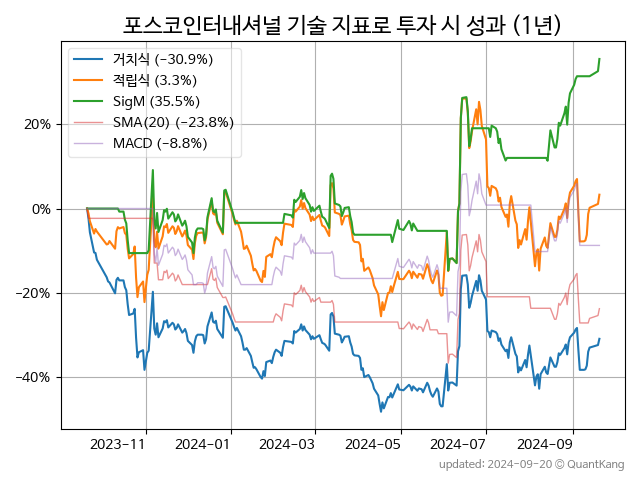 포스코인터내셔널 기술 지표로 투자 시 성과 (1년)
거치식 (−30.9%)
적립식 (3.3%)
SigM (35.5%)
SMA(20) (−23.8%)
MACD (−8.8%)
20%
0%
−20%
−40%
2023−11 2024−01 2024−03 2024−05 2024−07 2024−09
updated: 2024−09−20 @ QuantKang